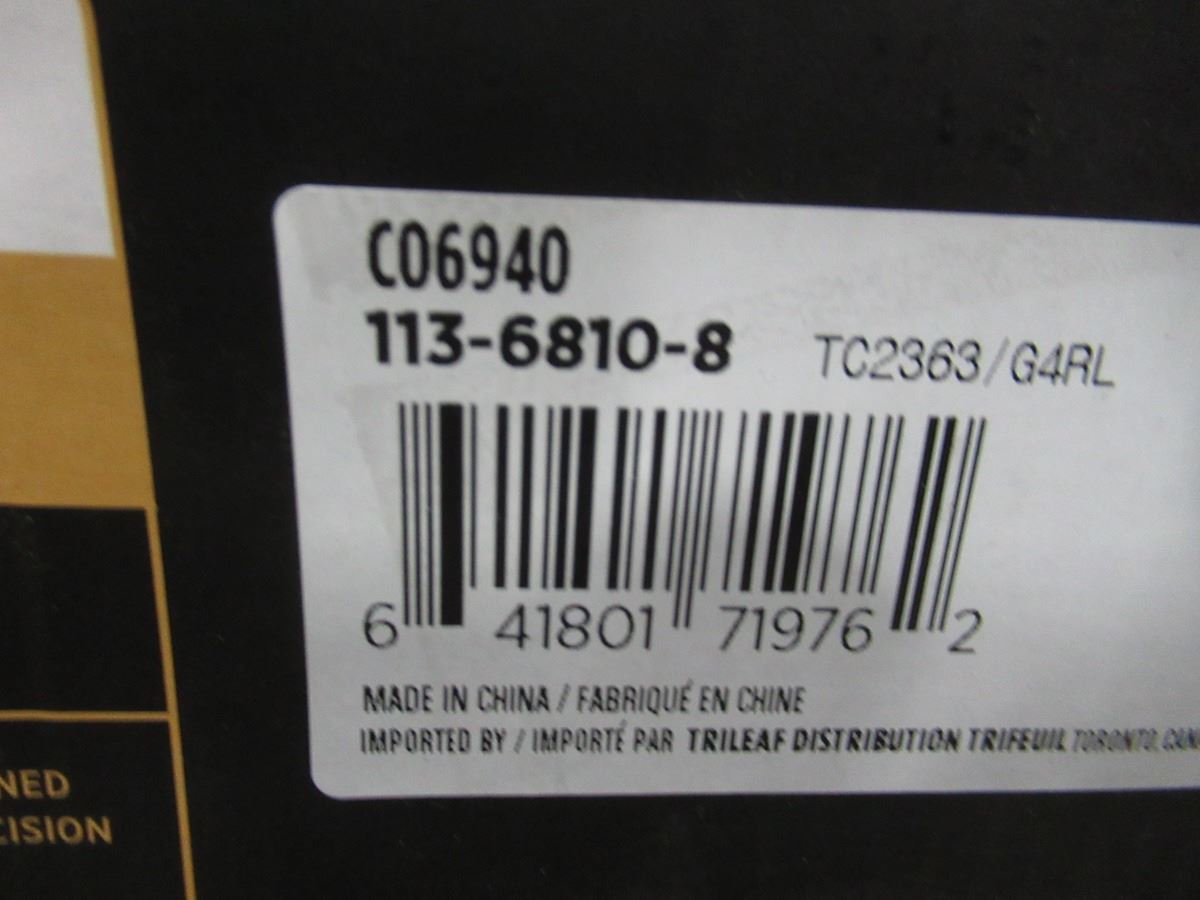 C06940
113-6810-8 TC2363/G4RL
6 41801 71976 2
MADE IN CHINA / FABRIQUÉ EN CHINE
IMPORTED BY / IMPORTÉ PAR TRILEAF DISTRIBUTION TRIFEUIL TORONTO, CAN
NED
CISION